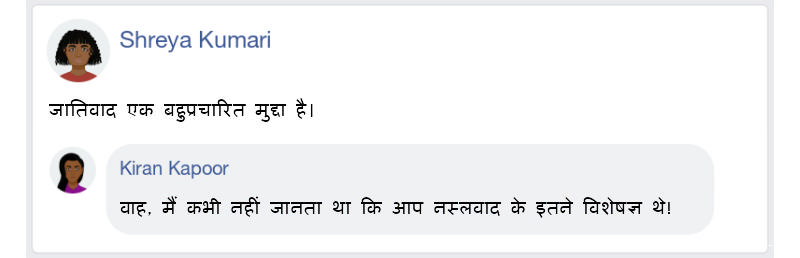 Shreya Kumari
जातिवाद एक बहुप्रचारित मुद्दा है।
Kiran Kapoor
वाह, मैं कभी नहीं जानता था कि आप नस्लवाद के इतने विशेषज्ञ थे!